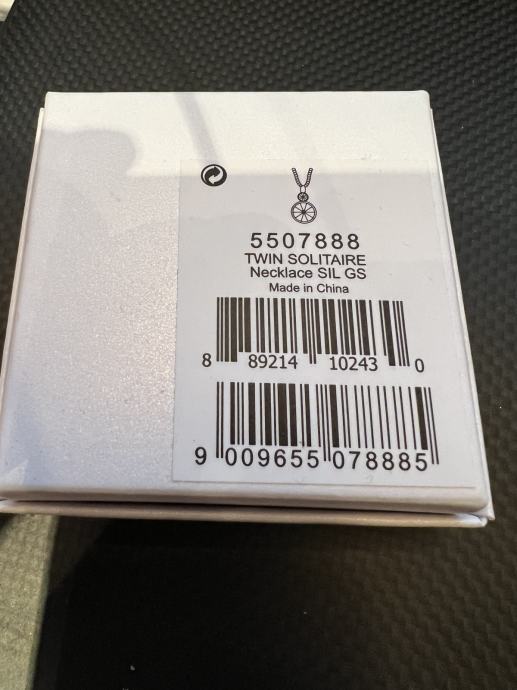 5507888
TWIN SOLITAIRE
Necklace SIL GS
Made in China
8 89214 10243 0
9 009655 078885